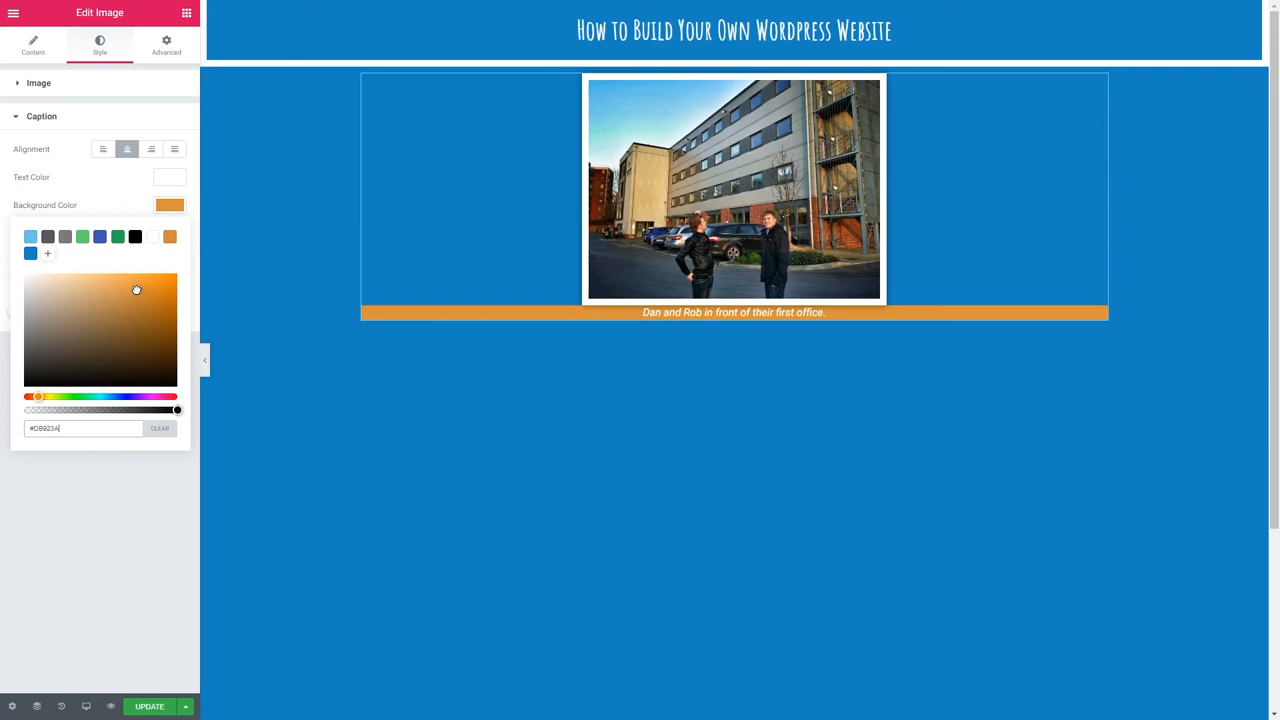 Edit Image
How to Build Your Own Wordpress Website
Content
Style
Advanced
Image
Caption
Alignment
Text Color
Background Color
#DB923A
CLEAR
Dan and Rob in front of their first office.
UPDATE